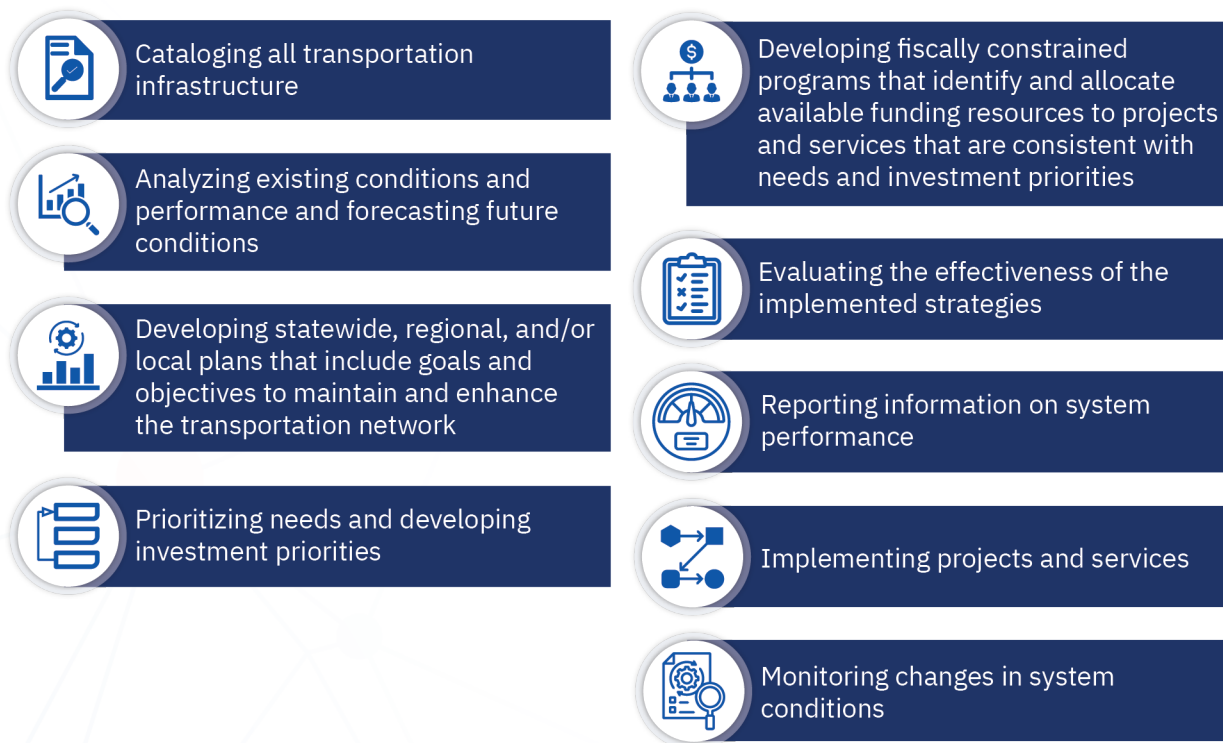 Cataloging all transportation
infrastructure
Analyzing existing conditions and
performance and forecasting future
conditions
Developing statewide, regional, and/or
local plans that include goals and
objectives to maintain and enhance
the transportation network
Prioritizing needs and developing
investment priorities
$
Developing fiscally constrained
programs that identify and allocate
available funding resources to projects
and services that are consistent with
needs and investment priorities
Evaluating the effectiveness of the
implemented strategies
Reporting information on system
performance
Implementing projects and services
Monitoring changes in system
conditions